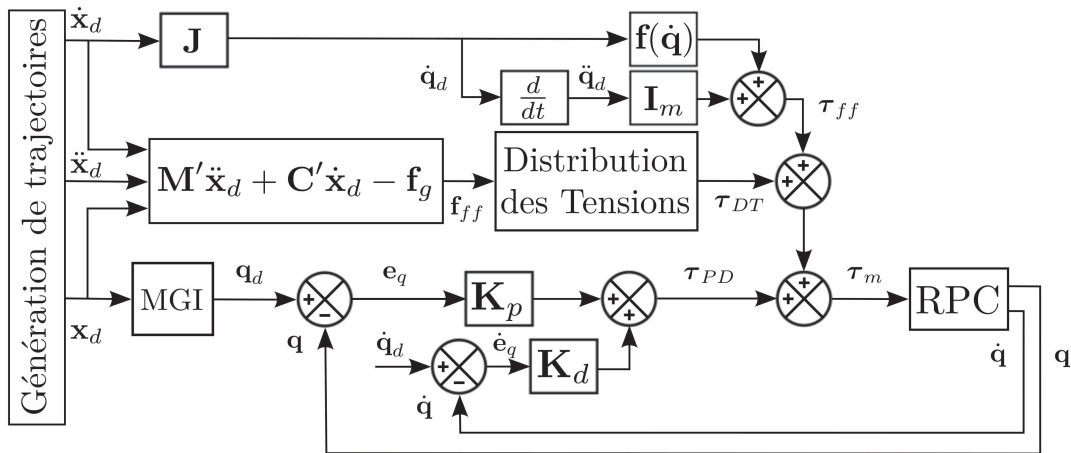 Génération de trajectoires
ẋ_d
J
f(q̇)
q̇_d
d/dt
q̈_d
I_m
+
+
τ_ff
ẍ_d
M′ẍ_d + C′ẋ_d − f_g
f_ff
Distribution
des Tensions
τ_DT
+
+
x_d
MGI
q_d
+
−
q
e_q
K_p
+
+
τ_PD
+
+
τ_m
RPC
q̇
q
q̇_d
+
−
q̇
ė_q
K_d